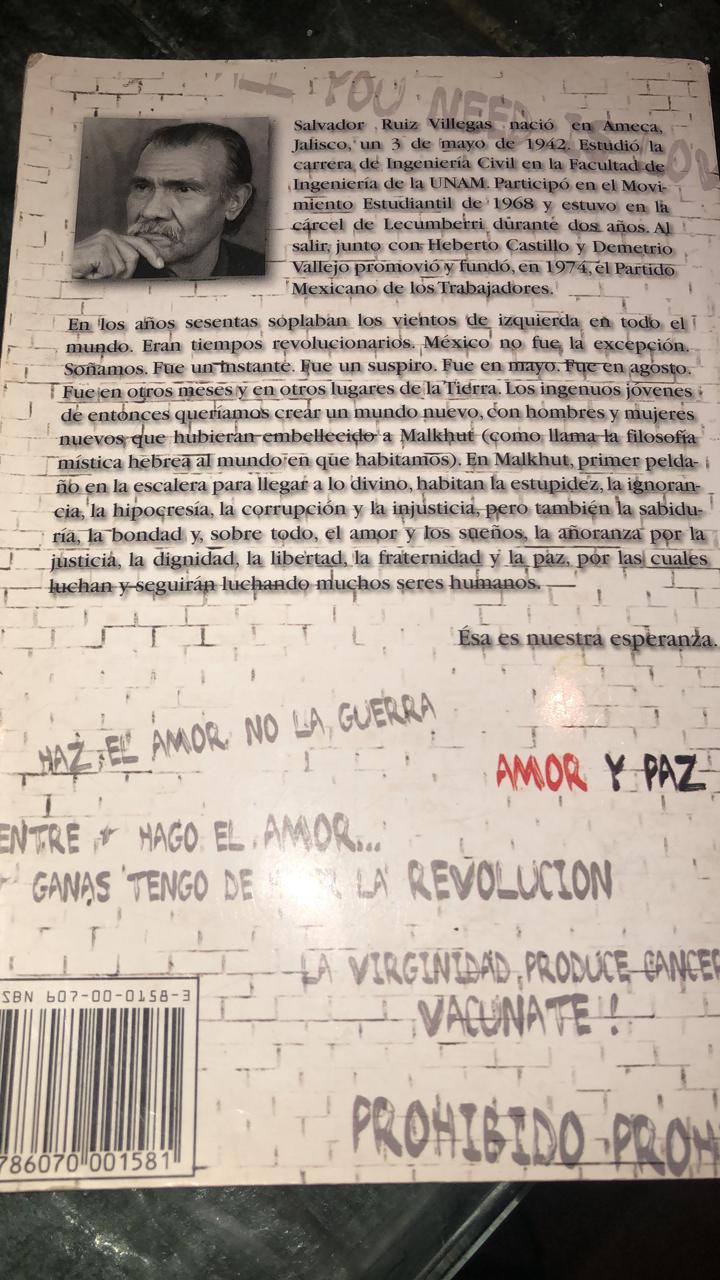 YOU NEED
Salvador Ruiz Villegas nació en Ameca,
Jalisco, un 3 de mayo de 1942. Estudió la
carrera de Ingeniería Civil en la Facultad de
Ingeniería de la UNAM. Participó en el Movi-
miento Estudiantil de 1968 y estuvo en la
cárcel de Lecumberri durante dos años. Al
salir, junto con Heberto Castillo y Demetrio
Vallejo promovió y fundó, en 1974, el Partido
Mexicano de los Trabajadores.
En los años sesentas soplaban los vientos de izquierda en todo el
mundo. Eran tiempos revolucionarios. México no fue la excepción.
Soñamos. Fue un instante. Fue un suspiro. Fue en mayo. Fue en agosto.
Fue en otros meses y en otros lugares de la Tierra. Los ingenuos jóvenes
de entonces queríamos crear un mundo nuevo, con hombres y mujeres
nuevos que hubieran embellecido a Malkhut (como llama la filosofía
mística hebrea al mundo en que habitamos). En Malkhut, primer pelda-
ño en la escalera para llegar a lo divino, habitan la estupidez, la ignoran-
cia, la hipocresía, la corrupción y la injusticia, pero también la sabidu-
ría, la bondad y, sobre todo, el amor y los sueños, la añoranza por la
justicia, la dignidad, la libertad, la fraternidad y la paz, por las cuales
luchan y seguirán luchando muchos seres humanos.
Ésa es nuestra esperanza.
HAZ EL AMOR NO LA GUERRA
AMOR Y PAZ
ENTRE + HAGO EL AMOR...
GANAS TENGO DE LA REVOLUCION
LA VIRGINIDAD PRODUCE CANCER
VACUNATE !
ISBN 607-00-0158-3
786070 001581
PROHIBIDO PROH